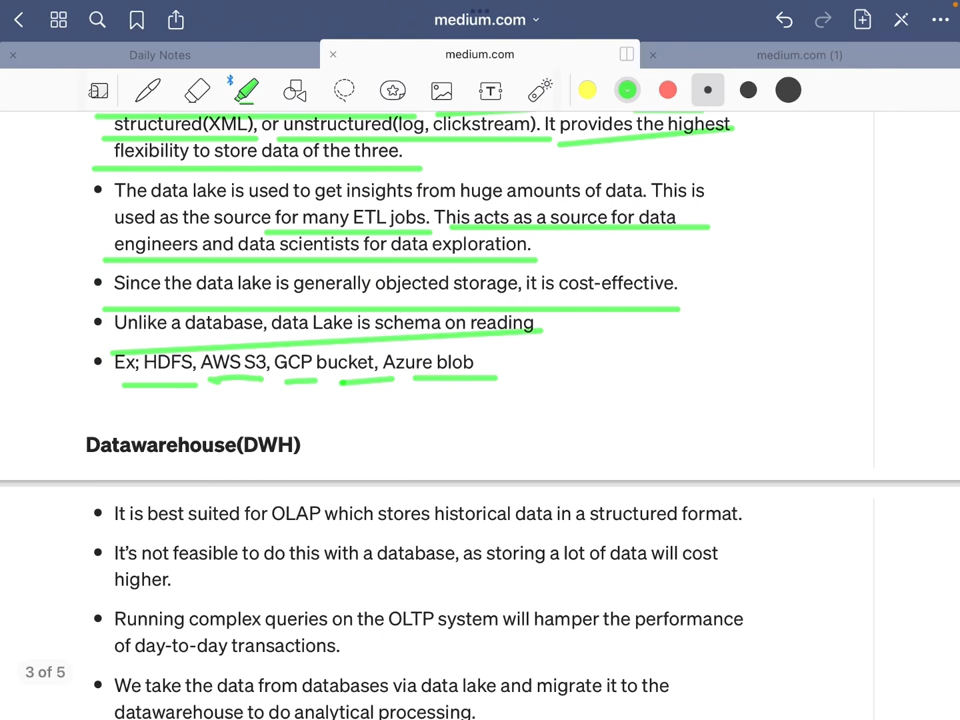 medium.com
Daily Notes
medium.com
medium.com (1)
structured(XML), or unstructured(log, clickstream). It provides the highest
flexibility to store data of the three.
• The data lake is used to get insights from huge amounts of data. This is
used as the source for many ETL jobs. This acts as a source for data
engineers and data scientists for data exploration.
• Since the data lake is generally objected storage, it is cost-effective.
• Unlike a database, data Lake is schema on reading
• Ex; HDFS, AWS S3, GCP bucket, Azure blob
Datawarehouse(DWH)
• It is best suited for OLAP which stores historical data in a structured format.
• It's not feasible to do this with a database, as storing a lot of data will cost
higher.
• Running complex queries on the OLTP system will hamper the performance
of day-to-day transactions.
3 of 5
• We take the data from databases via data lake and migrate it to the
datawarehouse to do analytical processing.